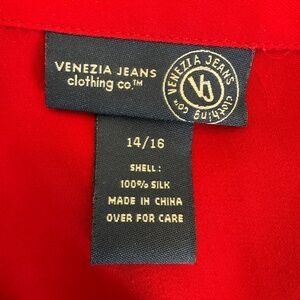 VENEZIA JEANS
clothing co.™
VENEZIA JEANS
clothing co™
VJ
14/16
SHELL:
100% SILK
MADE IN CHINA
OVER FOR CARE